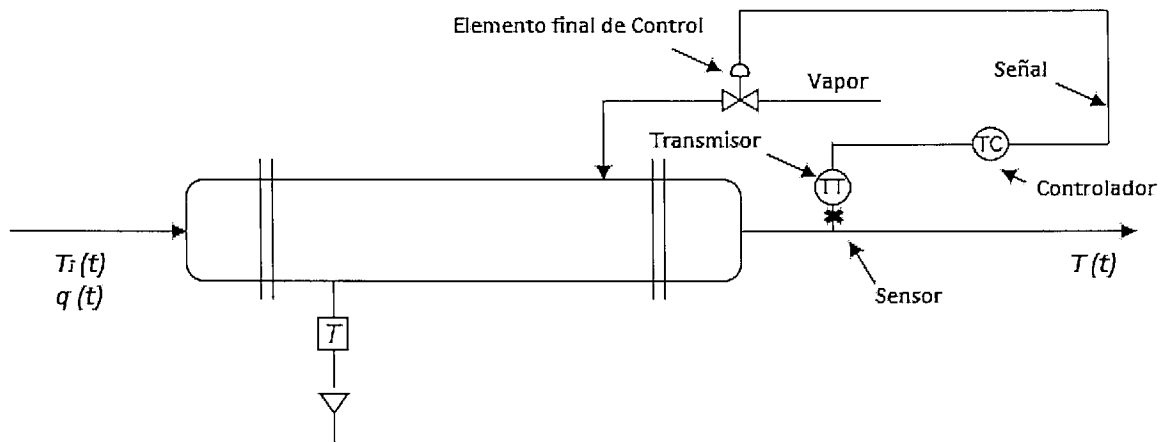 Elemento final de Control
Señal
Vapor
Transmisor
TC
TT
Controlador
Ti (t)
q (t)
T (t)
Sensor
T